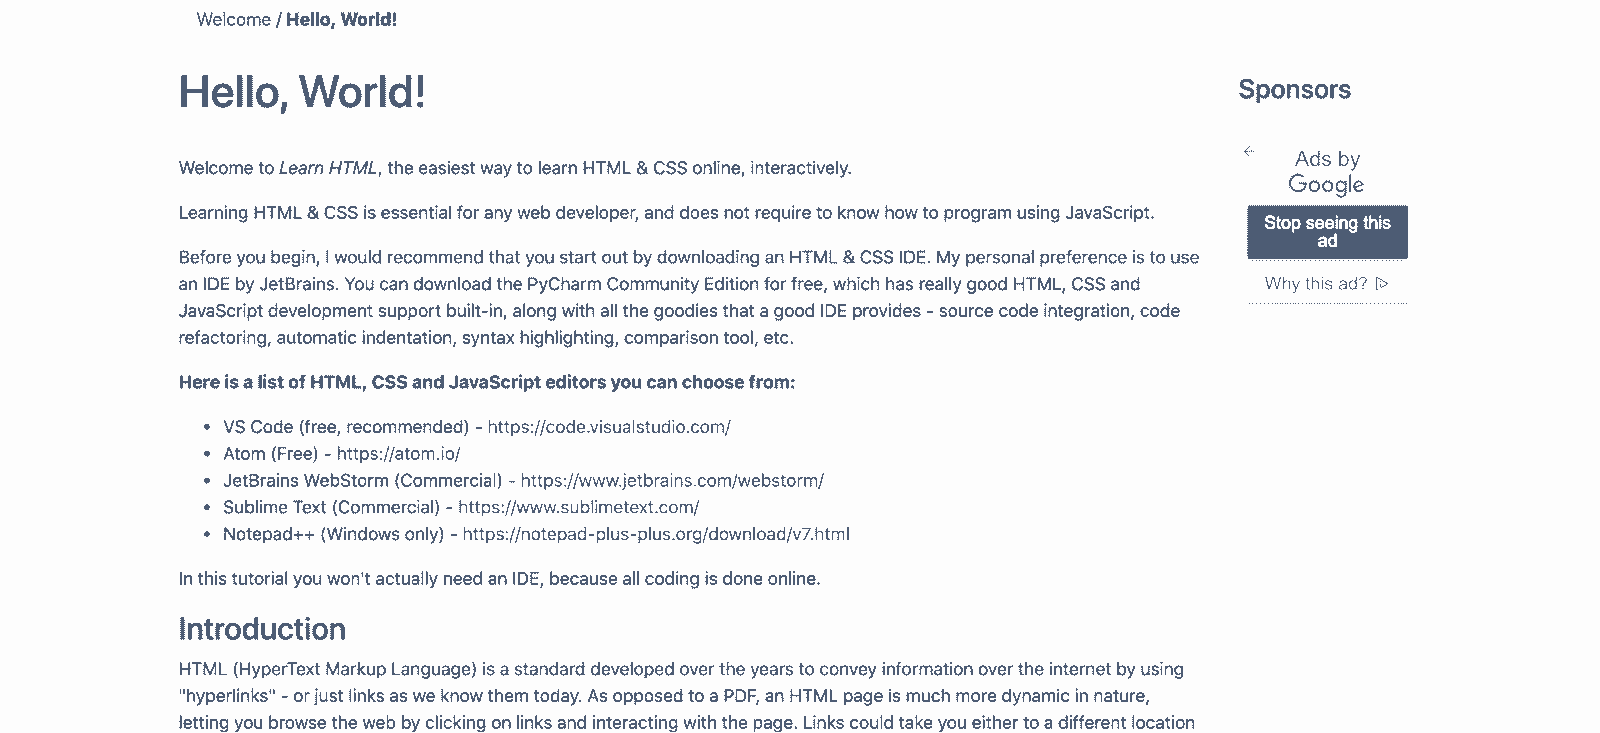 Welcome / Hello, World!
Hello, World!
Welcome to Learn HTML, the easiest way to learn HTML & CSS online, interactively.
Learning HTML & CSS is essential for any web developer, and does not require to know how to program using JavaScript.
Before you begin, I would recommend that you start out by downloading an HTML & CSS IDE. My personal preference is to use
an IDE by JetBrains. You can download the PyCharm Community Edition for free, which has really good HTML, CSS and
JavaScript development support built-in, along with all the goodies that a good IDE provides - source code integration, code
refactoring, automatic indentation, syntax highlighting, comparison tool, etc.
Here is a list of HTML, CSS and JavaScript editors you can choose from:
• VS Code (free, recommended) - https://code.visualstudio.com/
• Atom (Free) - https://atom.io/
• JetBrains WebStorm (Commercial) - https://www.jetbrains.com/webstorm/
• Sublime Text (Commercial) - https://www.sublimetext.com/
• Notepad++ (Windows only) - https://notepad-plus-plus.org/download/v7.html
In this tutorial you won't actually need an IDE, because all coding is done online.
Introduction
HTML (HyperText Markup Language) is a standard developed over the years to convey information over the internet by using
"hyperlinks" - or just links as we know them today. As opposed to a PDF, an HTML page is much more dynamic in nature,
letting you browse the web by clicking on links and interacting with the page. Links could take you either to a different location
Sponsors
Ads by
Google
Stop seeing this
ad
Why this ad?